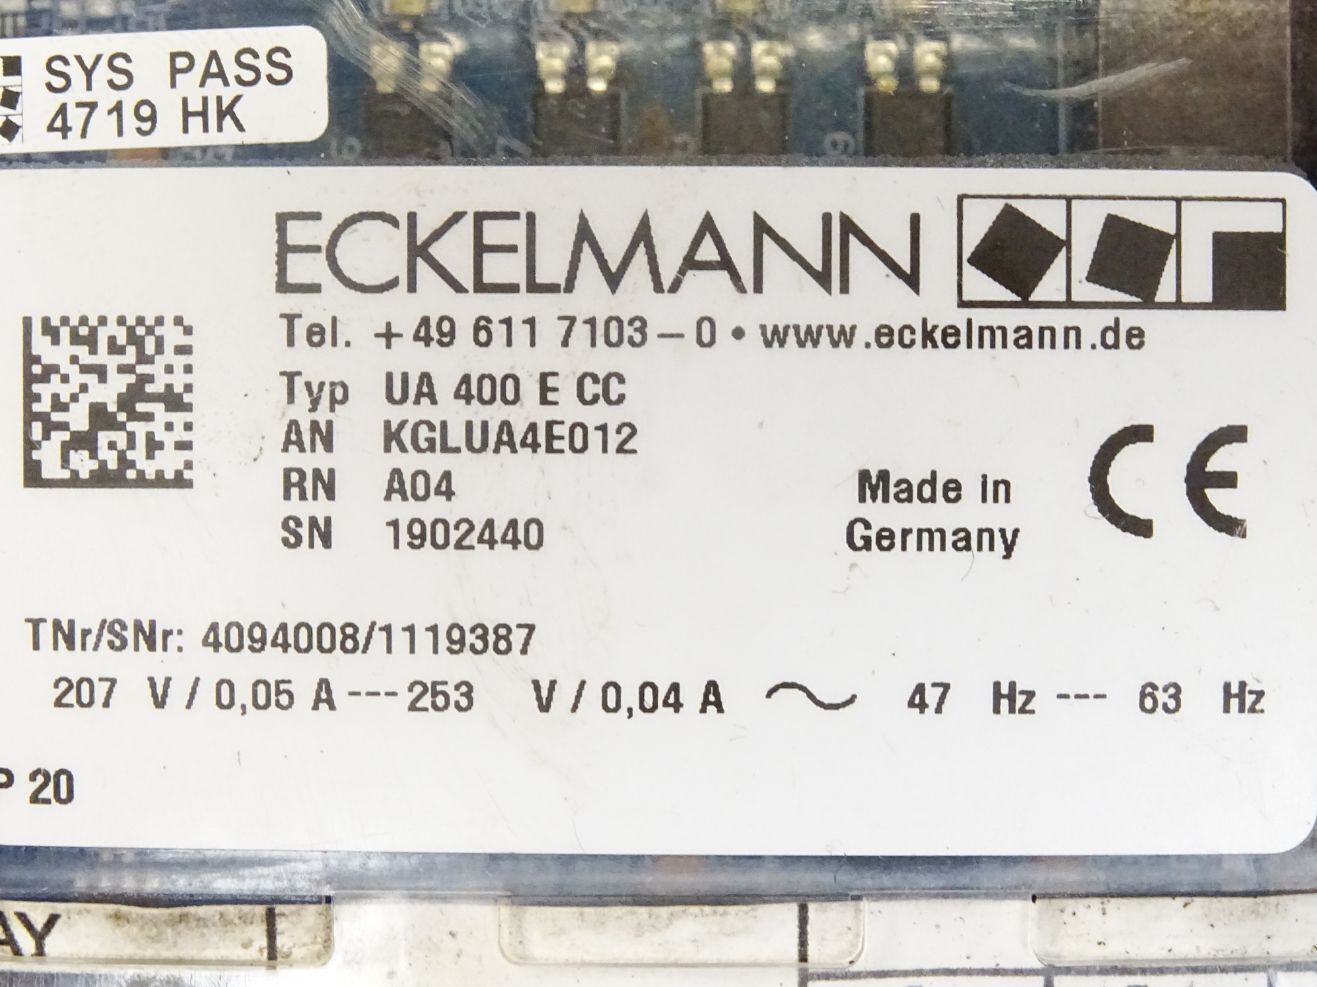 SYS PASS
4719 HK
ECKELMANN
Tel. +49 611 7103–0 • www.eckelmann.de
Typ UA 400 E CC
AN KGLUA4E012
RN A04
SN 1902440
Made in
Germany
CE
TNr/SNr: 4094008/1119387
207 V / 0,05 A --- 253 V / 0,04 A ~ 47 Hz --- 63 Hz
P 20
AY